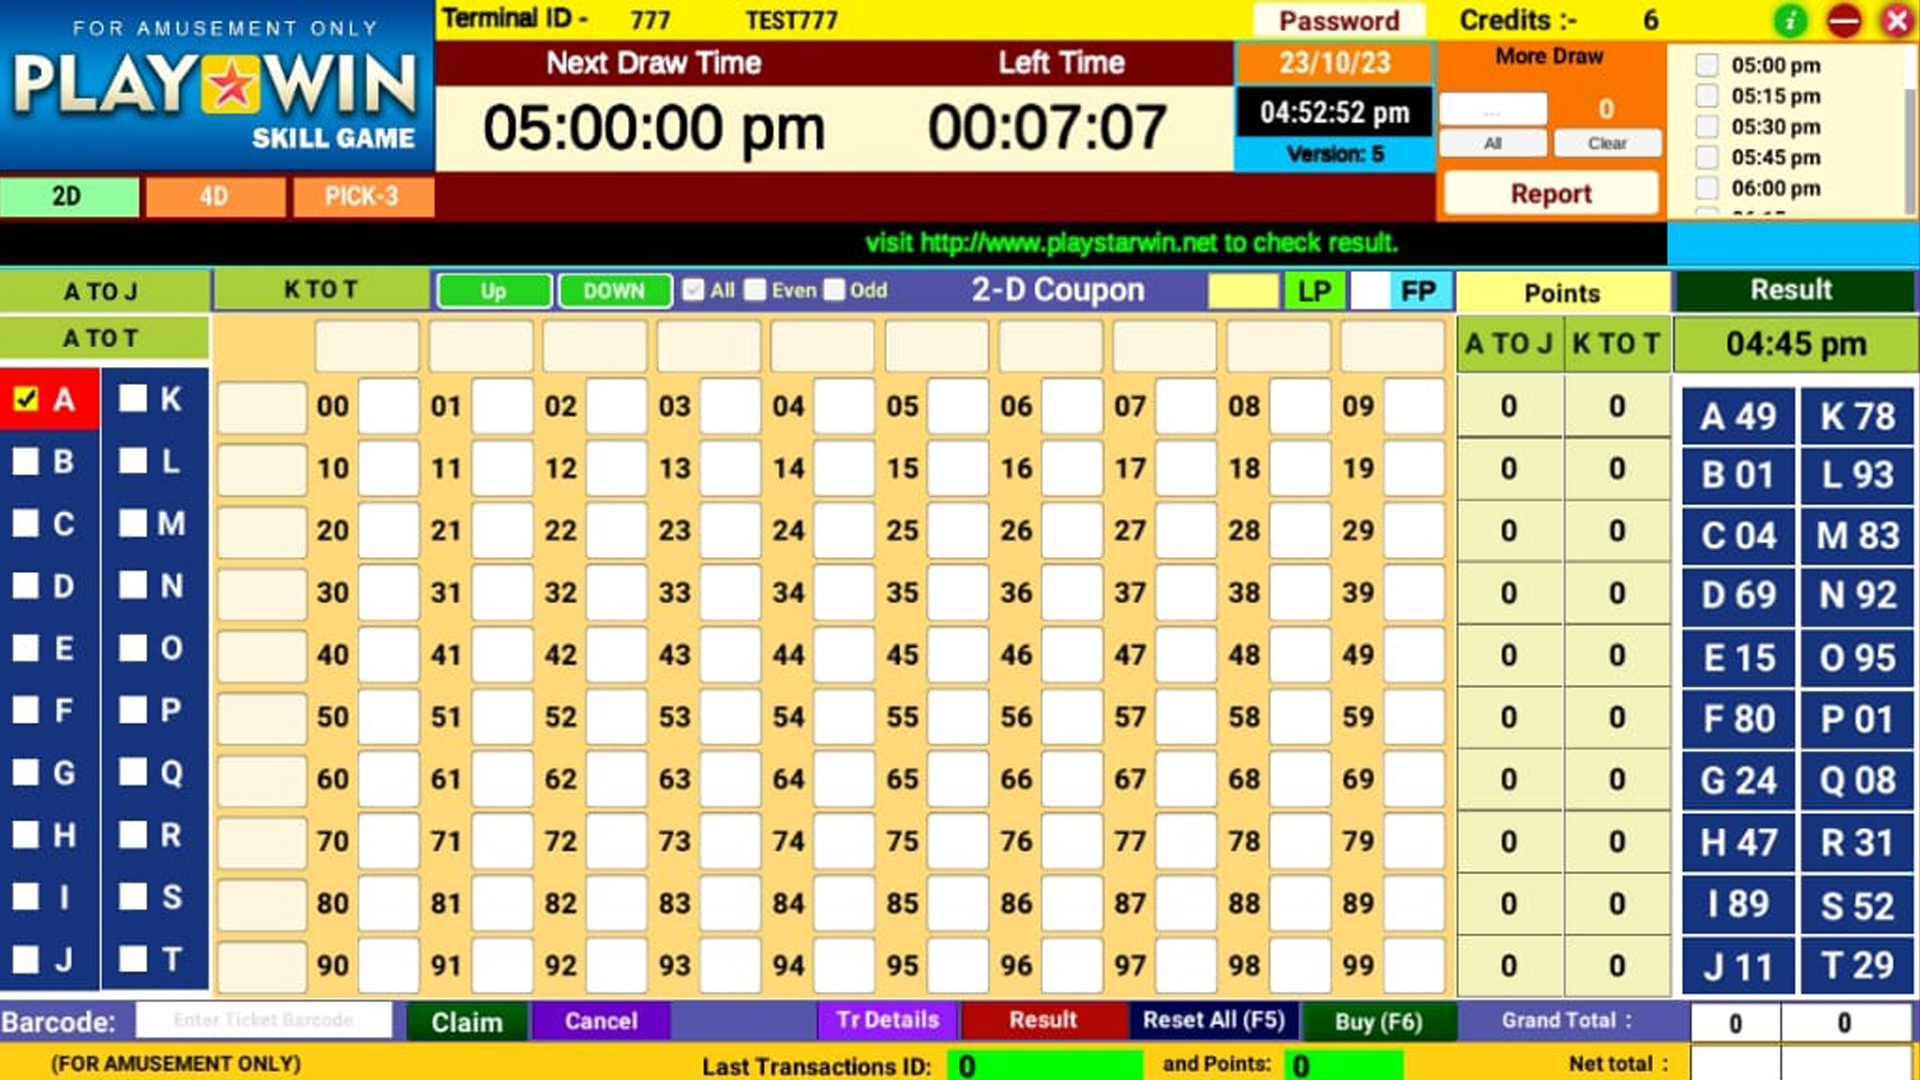 FOR AMUSEMENT ONLY
PLAY WIN
SKILL GAME
Terminal ID - 777 TEST777 Password Credits :- 6
Next Draw Time Left Time 23/10/23 More Draw
05:00:00 pm 00:07:07 04:52:52 pm ... 0
Version: 5 All Clear
Report
05:00 pm
05:15 pm
05:30 pm
05:45 pm
06:00 pm
2D 4D PICK-3
visit http://www.playstarwin.net to check result.
A TO J K TO T Up DOWN All Even Odd 2-D Coupon LP FP Points Result
A TO T A TO J K TO T 04:45 pm
A K 00 01 02 03 04 05 06 07 08 09 0 0 A 49 K 78
B L 10 11 12 13 14 15 16 17 18 19 0 0 B 01 L 93
C M 20 21 22 23 24 25 26 27 28 29 0 0 C 04 M 83
D N 30 31 32 33 34 35 36 37 38 39 0 0 D 69 N 92
E O 40 41 42 43 44 45 46 47 48 49 0 0 E 15 O 95
F P 50 51 52 53 54 55 56 57 58 59 0 0 F 80 P 01
G Q 60 61 62 63 64 65 66 67 68 69 0 0 G 24 Q 08
H R 70 71 72 73 74 75 76 77 78 79 0 0 H 47 R 31
I S 80 81 82 83 84 85 86 87 88 89 0 0 I 89 S 52
J T 90 91 92 93 94 95 96 97 98 99 0 0 J 11 T 29
Barcode: Enter Ticket Barcode Claim Cancel Tr Details Result Reset All (F5) Buy (F6) Grand Total : 0 0
(FOR AMUSEMENT ONLY) Last Transactions ID: 0 and Points: 0 Net total :